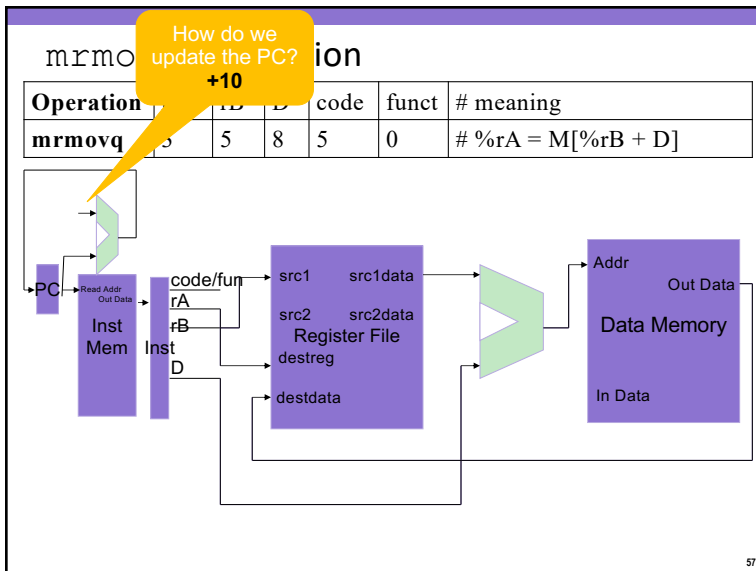 mrmo
ion
How do we
update the PC?
+10
Operation rB D code funct # meaning
mrmovq 5 5 8 5 0 # %rA = M[%rB + D]
PC
Read Addr
Out Data
Inst
Mem
Inst
code/fun
rA
rB
D
src1 src1data
src2 src2data
Register File
destreg
destdata
Addr
Out Data
Data Memory
In Data
57